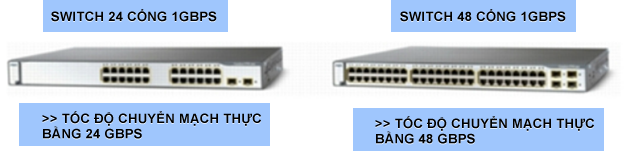 SWITCH 24 CỔNG 1GBPS
SWITCH 48 CỔNG 1GBPS
>> TỐC ĐỘ CHUYỂN MẠCH THỰC
BẰNG 24 GBPS
>> TỐC ĐỘ CHUYỂN MẠCH THỰC
BẰNG 48 GBPS